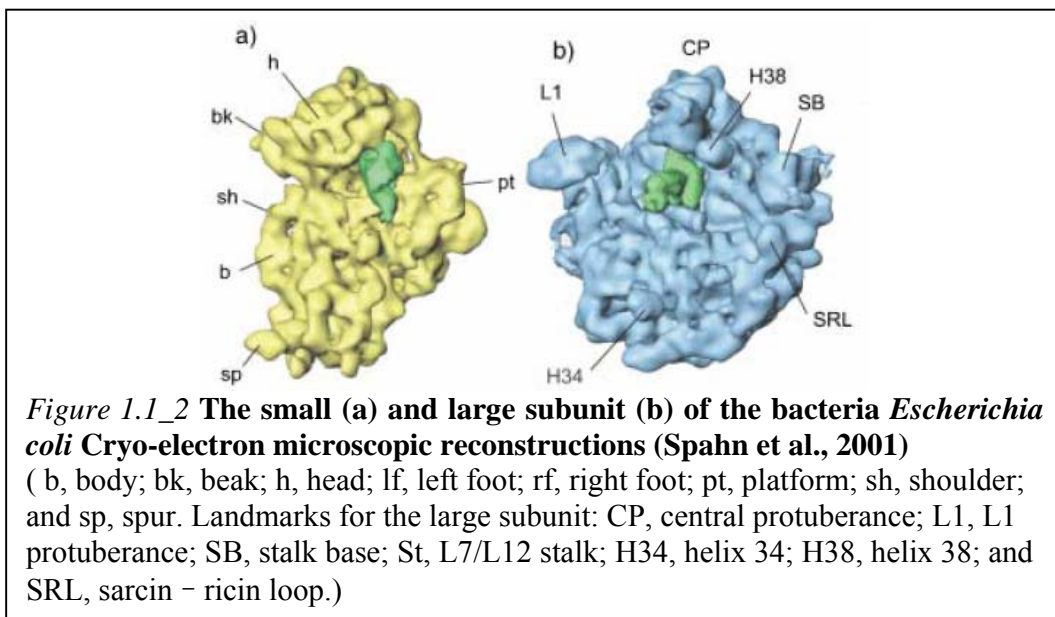 a)
b)
CP
h
H38
bk
L1
SB
sh
pt
b
SRL
sp
H34
Figure 1.1_2 The small (a) and large subunit (b) of the bacteria Escherichia
coli Cryo-electron microscopic reconstructions (Spahn et al., 2001)
( b, body; bk, beak; h, head; lf, left foot; rf, right foot; pt, platform; sh, shoulder;
and sp, spur. Landmarks for the large subunit: CP, central protuberance; L1, L1
protuberance; SB, stalk base; St, L7/L12 stalk; H34, helix 34; H38, helix 38; and
SRL, sarcin – ricin loop.)